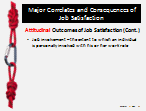 Major Correlates and Consequences of
Job Satisfaction
Attitudinal Outcomes of Job Satisfaction (Cont.)
• Job Involvement – the extent to which an individual
is personally involved with his or her work role